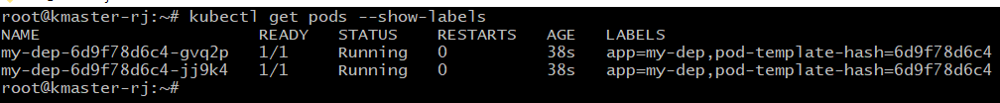 root@kmaster-rj:~# kubectl get pods --show-labels
NAME READY STATUS RESTARTS AGE LABELS
my-dep-6d9f78d6c4-gvq2p 1/1 Running 0 38s app=my-dep,pod-template-hash=6d9f78d6c4
my-dep-6d9f78d6c4-jj9k4 1/1 Running 0 38s app=my-dep,pod-template-hash=6d9f78d6c4
root@kmaster-rj:~#